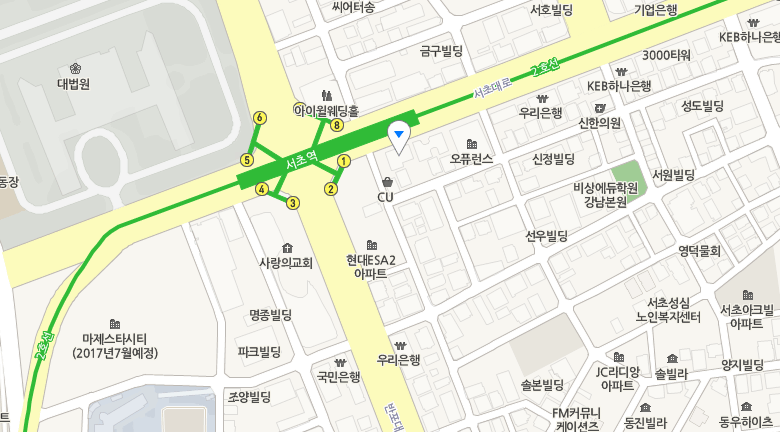 씨어터송
서호빌딩
기업은행
금구빌딩
KEB하나은행
3000타워
대법원
2호선
KEB하나은행
서초대로
아이윌웨딩홀
우리은행
성도빌딩
신한의원
6
8
5
서초역
1
오퓨런스
신정빌딩
서원빌딩
동장
4
2
CU
비상에듀학원
강남본원
3
선우빌딩
영덕물회
사랑의교회
현대ESA2
아파트
서초성심
노인복지센터
서초아크빌
아파트
명종빌딩
마제스타시티
(2017년7월예정)
2호선
파크빌딩
우리은행
국민은행
JC리디앙
아파트
솔빌라
양지빌딩
조양빌딩
솔본빌딩
반포대
FM커뮤니
케이션즈
동진빌라
동우하이츠
트